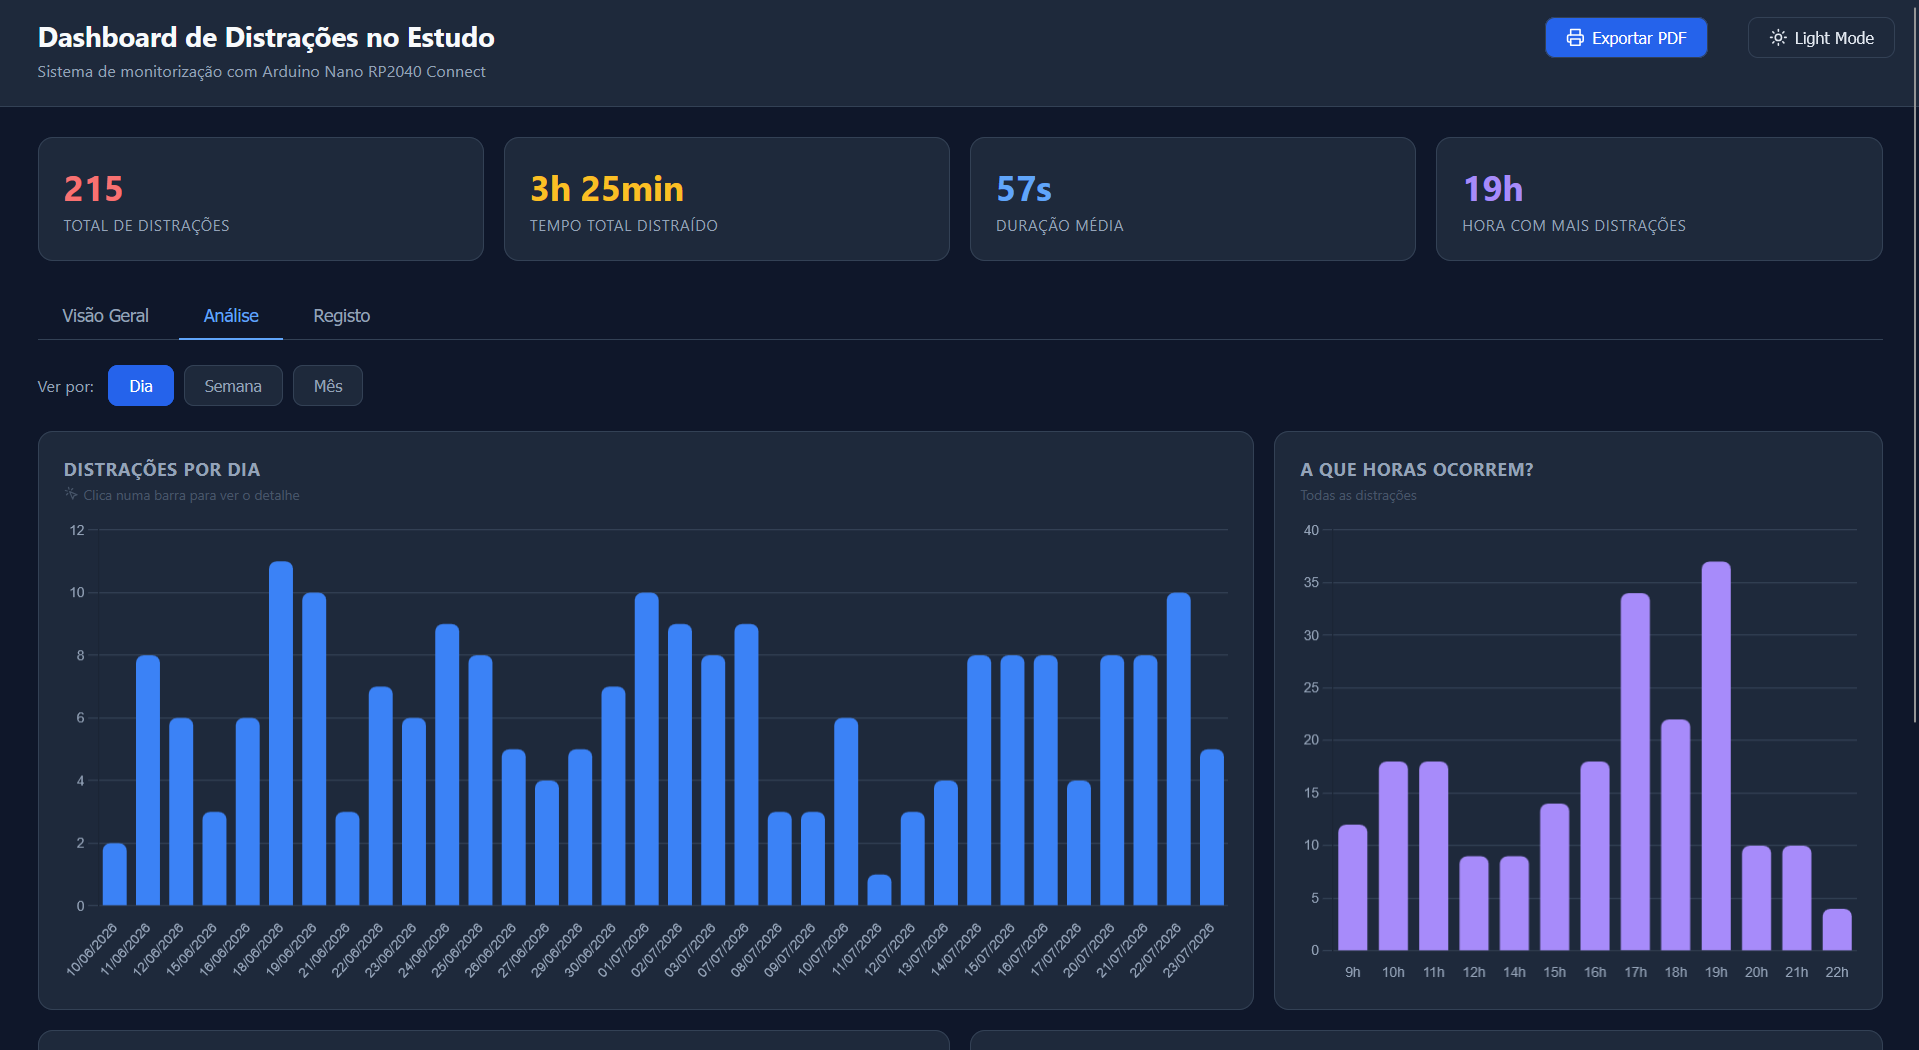 Dashboard de Distrações no Estudo
Sistema de monitorização com Arduino Nano RP2040 Connect
Exportar PDF
Light Mode
215
TOTAL DE DISTRAÇÕES
3h 25min
TEMPO TOTAL DISTRAÍDO
57s
DURAÇÃO MÉDIA
19h
HORA COM MAIS DISTRAÇÕES
Visão Geral
Análise
Registo
Ver por:
Dia
Semana
Mês
DISTRAÇÕES POR DIA
Clica numa barra para ver o detalhe
12
10
8
6
4
2
0
10/06/2026
11/06/2026
12/06/2026
15/06/2026
16/06/2026
18/06/2026
19/06/2026
21/06/2026
22/06/2026
23/06/2026
24/06/2026
25/06/2026
26/06/2026
27/06/2026
29/06/2026
30/06/2026
01/07/2026
02/07/2026
03/07/2026
07/07/2026
08/07/2026
09/07/2026
10/07/2026
11/07/2026
12/07/2026
13/07/2026
14/07/2026
15/07/2026
16/07/2026
17/07/2026
20/07/2026
21/07/2026
22/07/2026
23/07/2026
A QUE HORAS OCORREM?
Todas as distrações
40
35
30
25
20
15
10
5
0
9h
10h
11h
12h
14h
15h
16h
17h
18h
19h
20h
21h
22h